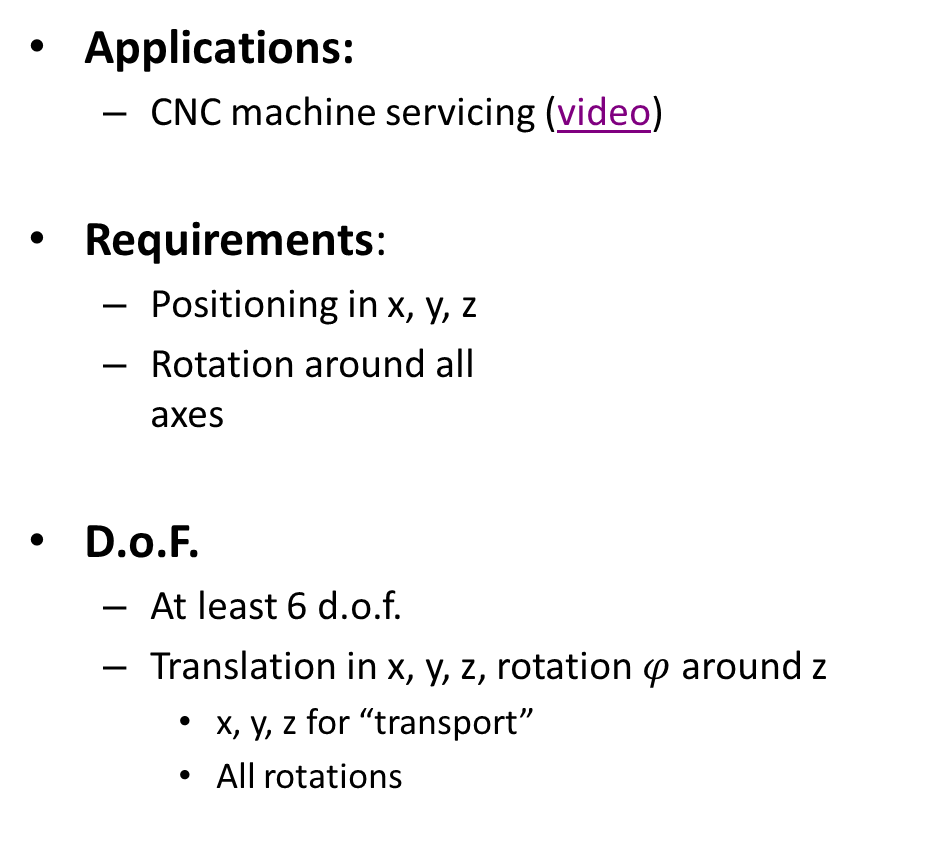 • Applications:
– CNC machine servicing (video)
• Requirements:
– Positioning in x, y, z
– Rotation around all
axes
• D.o.F.
– At least 6 d.o.f.
– Translation in x, y, z, rotation φ around z
• x, y, z for “transport”
• All rotations